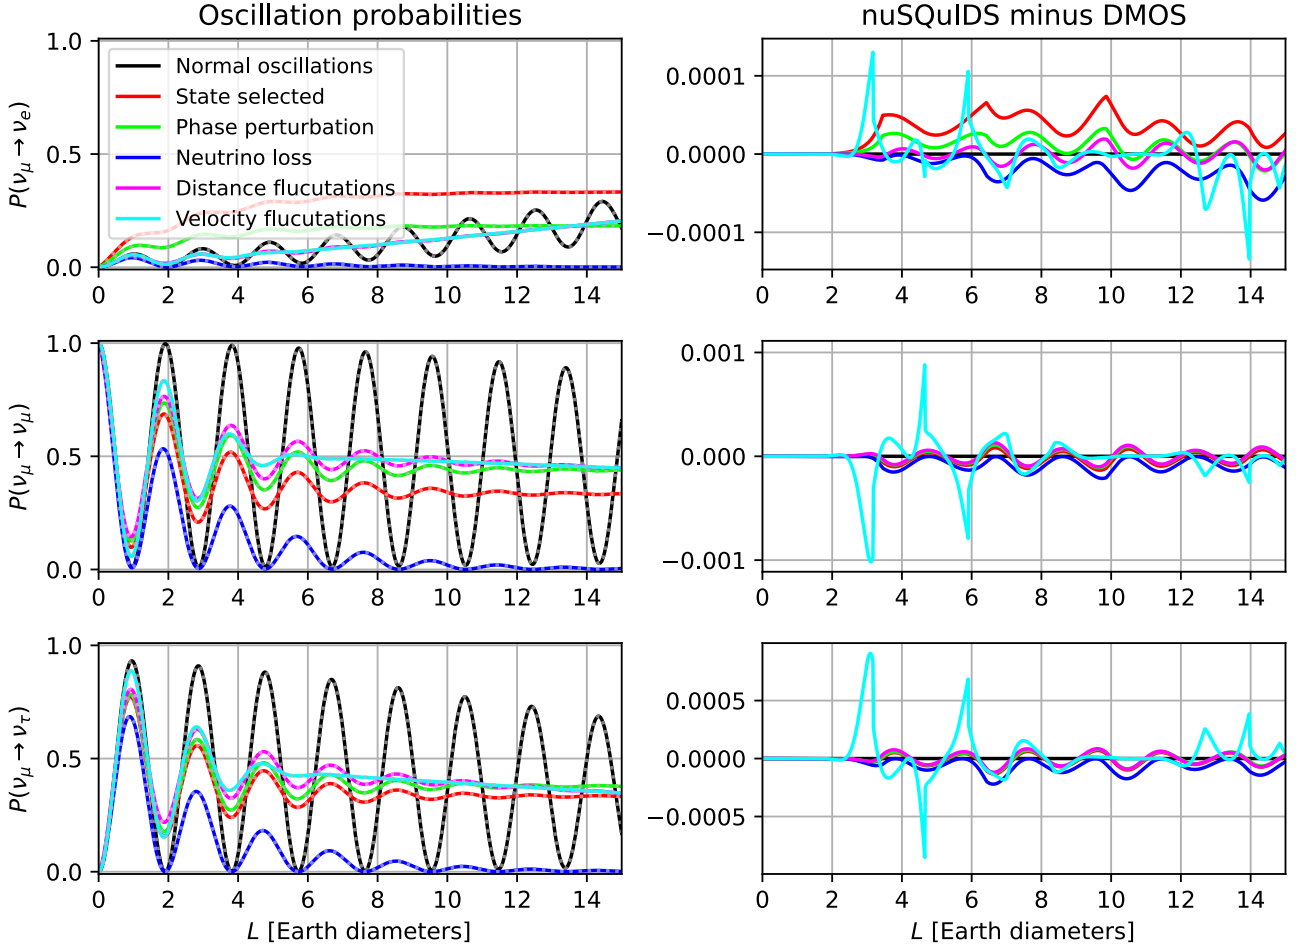 Oscillation probabilities
nuSQuIDS minus DMOS
P(νμ → νe)
1.0
0.5
0.0
Normal oscillations
State selected
Phase perturbation
Neutrino loss
Distance flucutations
Velocity flucutations
0 2 4 6 8 10 12 14
0.0001
0.0000
−0.0001
0 2 4 6 8 10 12 14
P(νμ → νμ)
1.0
0.5
0.0
0 2 4 6 8 10 12 14
0.001
0.000
−0.001
0 2 4 6 8 10 12 14
P(νμ → ντ)
1.0
0.5
0.0
0 2 4 6 8 10 12 14
L [Earth diameters]
0.0005
0.0000
−0.0005
0 2 4 6 8 10 12 14
L [Earth diameters]